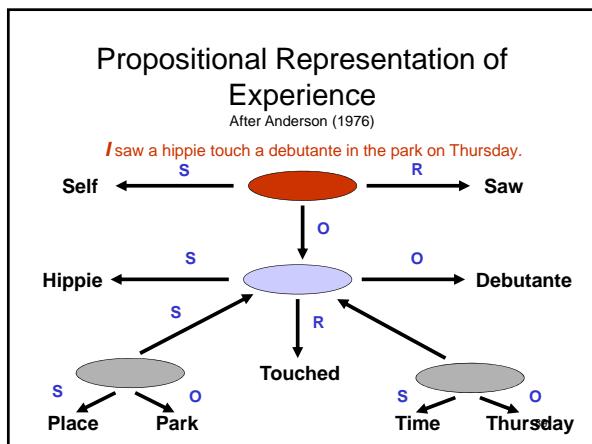 Propositional Representation of
Experience
After Anderson (1976)
I saw a hippie touch a debutante in the park on Thursday.
S R
Self Saw
O
S O
Hippie Debutante
S
R
Touched
S O S O
Place Park Time Thursday